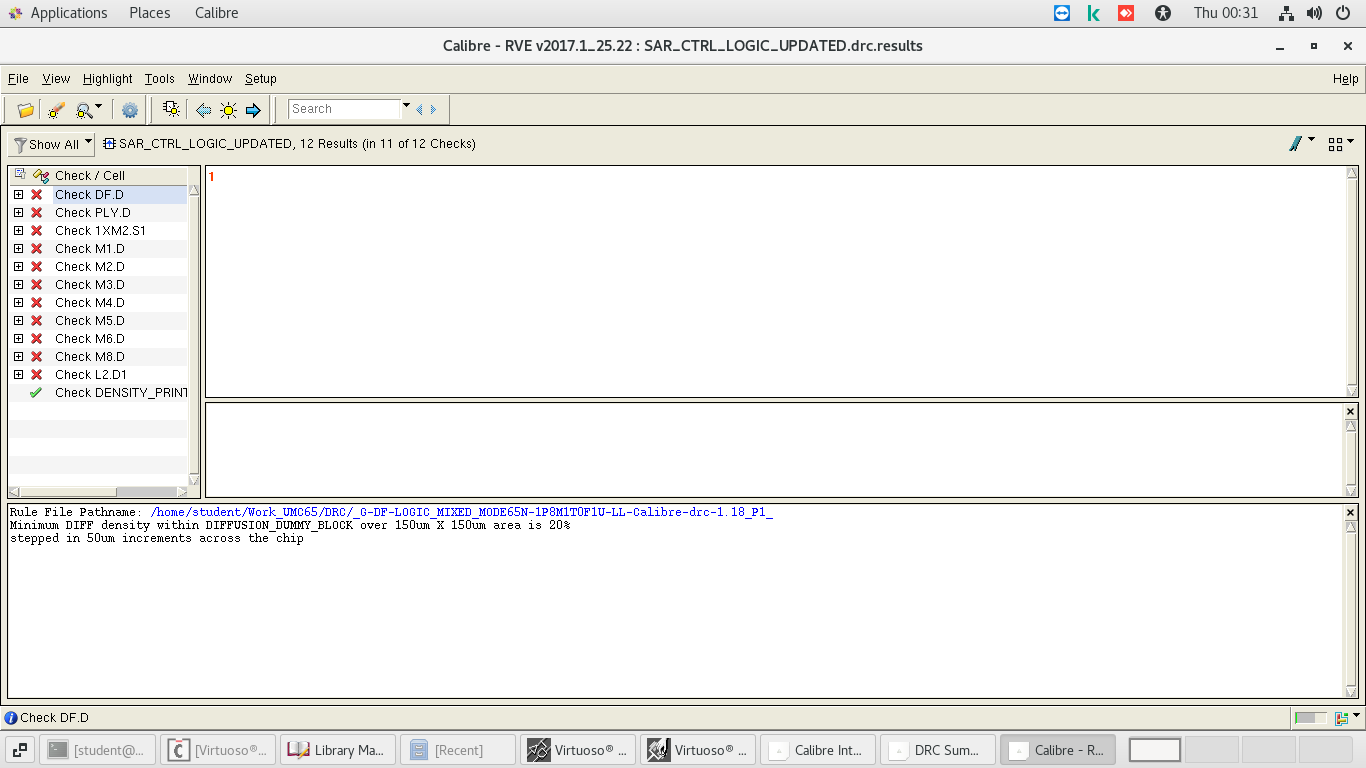 Applications Places Calibre Thu 00:31
Calibre - RVE v2017.1_25.22 : SAR_CTRL_LOGIC_UPDATED.drc.results
File View Highlight Tools Window Setup Help
Search
Show All SAR_CTRL_LOGIC_UPDATED, 12 Results (in 11 of 12 Checks)
Check / Cell
1
Check DF.D
Check PLY.D
Check 1XM2.S1
Check M1.D
Check M2.D
Check M3.D
Check M4.D
Check M5.D
Check M6.D
Check M8.D
Check L2.D1
Check DENSITY_PRINT
Rule File Pathname: /home/student/Work_UMC65/DRC/_G-DF-LOGIC_MIXED_MODE65N-1P8M1T0F1U-LL-Calibre-drc-1.18_P1_
Minimum DIFF density within DIFFUSION_DUMMY_BLOCK over 150um X 150um area is 20%
stepped in 50um increments across the chip
Check DF.D
[student@... [Virtuoso®... Library Ma... [Recent] Virtuoso® ... Virtuoso® ... Calibre Int... DRC Sum... Calibre - R...